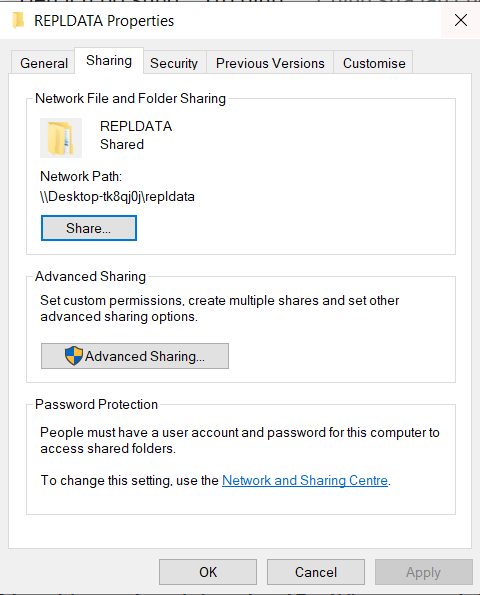 REPLDATA Properties
General
Sharing
Security
Previous Versions
Customise
Network File and Folder Sharing
REPLDATA
Shared
Network Path:
\\Desktop-tk8qj0j\repldata
Share...
Advanced Sharing
Set custom permissions, create multiple shares and set other
advanced sharing options.
Advanced Sharing...
Password Protection
People must have a user account and password for this computer to
access shared folders.
To change this setting, use the Network and Sharing Centre.
OK
Cancel
Apply